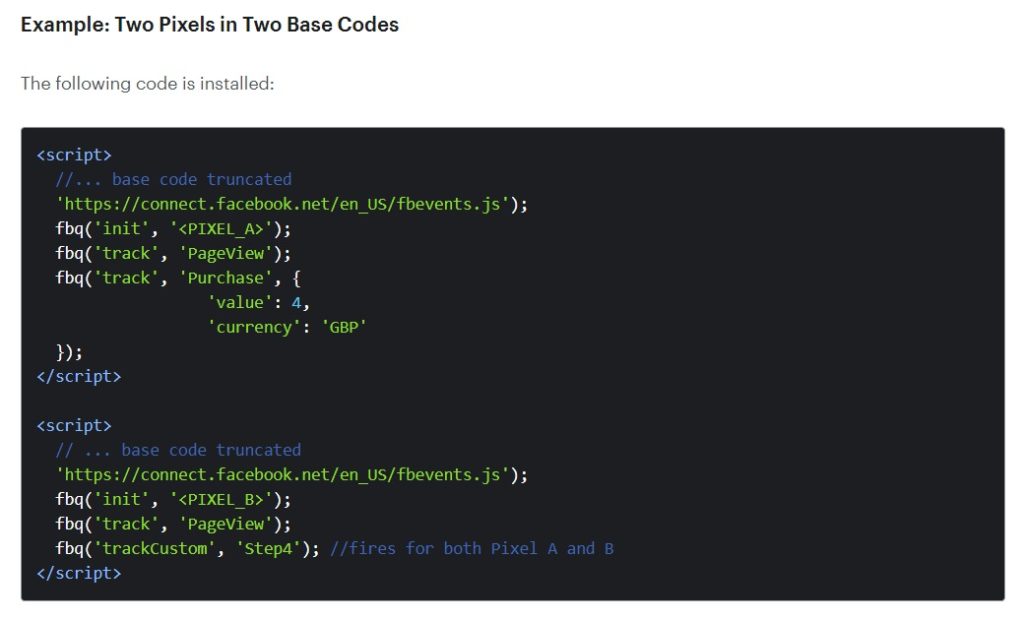 Example: Two Pixels in Two Base Codes
The following code is installed:
<script>
//... base code truncated
'https://connect.facebook.net/en_US/fbevents.js');
fbq('init', '<PIXEL_A>');
fbq('track', 'PageView');
fbq('track', 'Purchase', {
'value': 4,
'currency': 'GBP'
});
</script>
<script>
// ... base code truncated
'https://connect.facebook.net/en_US/fbevents.js');
fbq('init', '<PIXEL_B>');
fbq('track', 'PageView');
fbq('trackCustom', 'Step4'); //fires for both Pixel A and B
</script>